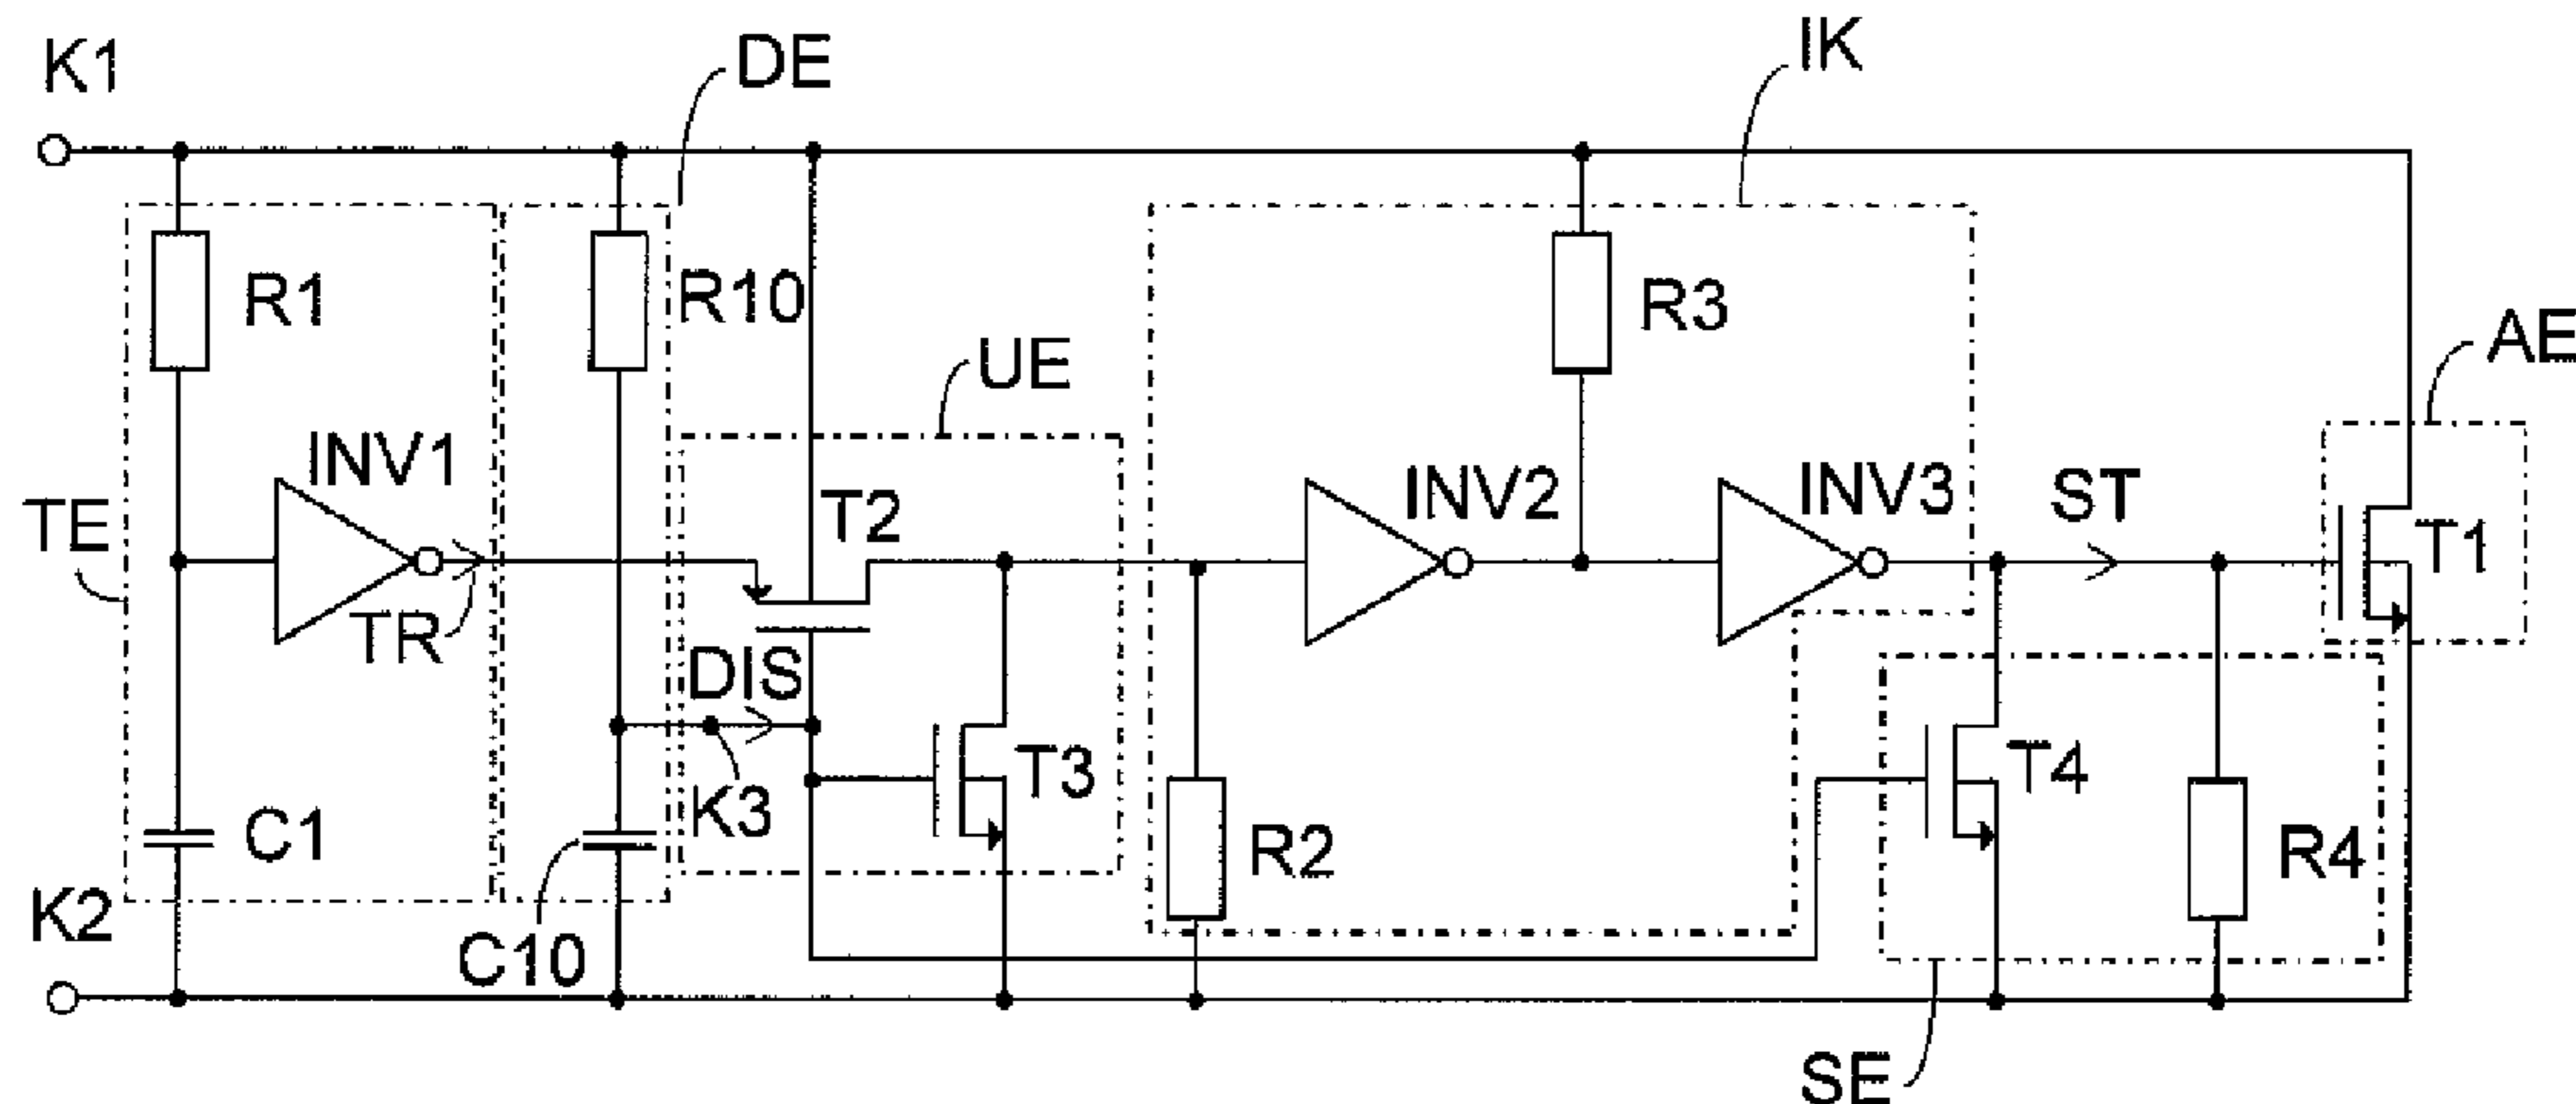 K1
DE
IK
R1
R10
R3
UE
AE
INV1
T2
INV2
INV3
ST
TE
T1
TR
DIS
T3
T4
K3
C1
R2
R4
K2
C10
SE